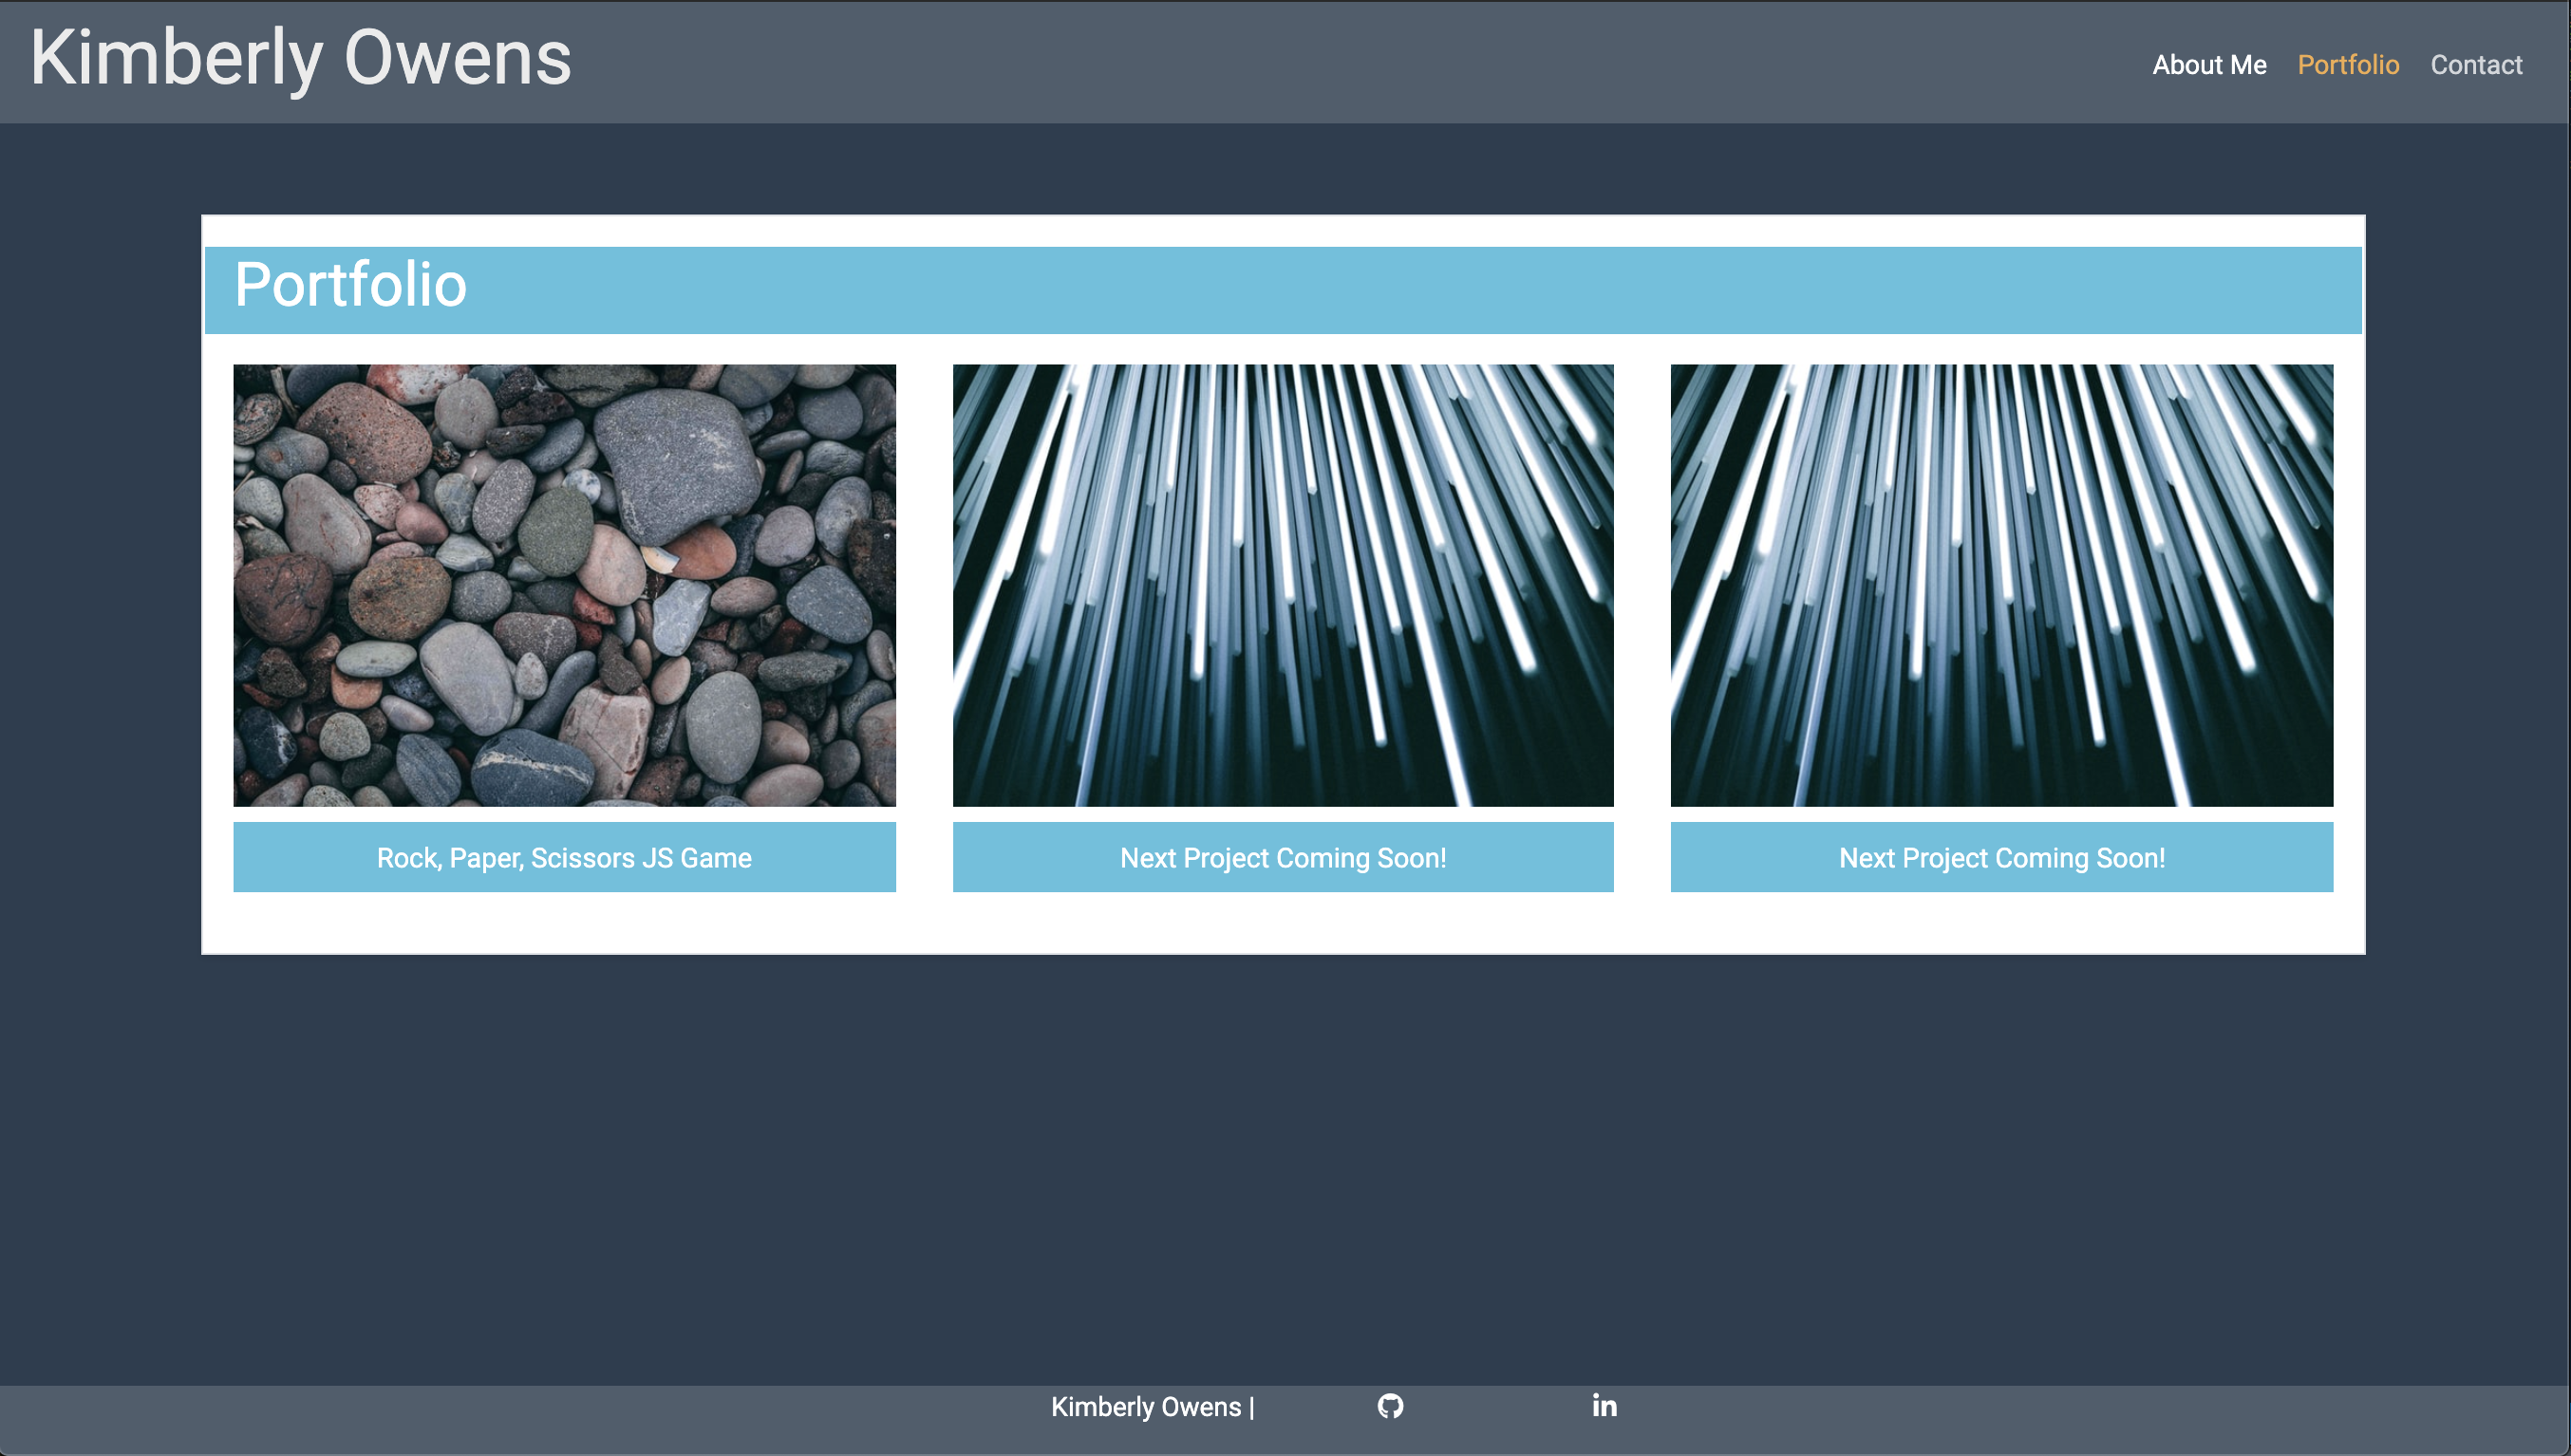 Kimberly Owens
About Me Portfolio Contact
Portfolio
Rock, Paper, Scissors JS Game
Next Project Coming Soon!
Next Project Coming Soon!
Kimberly Owens |
in